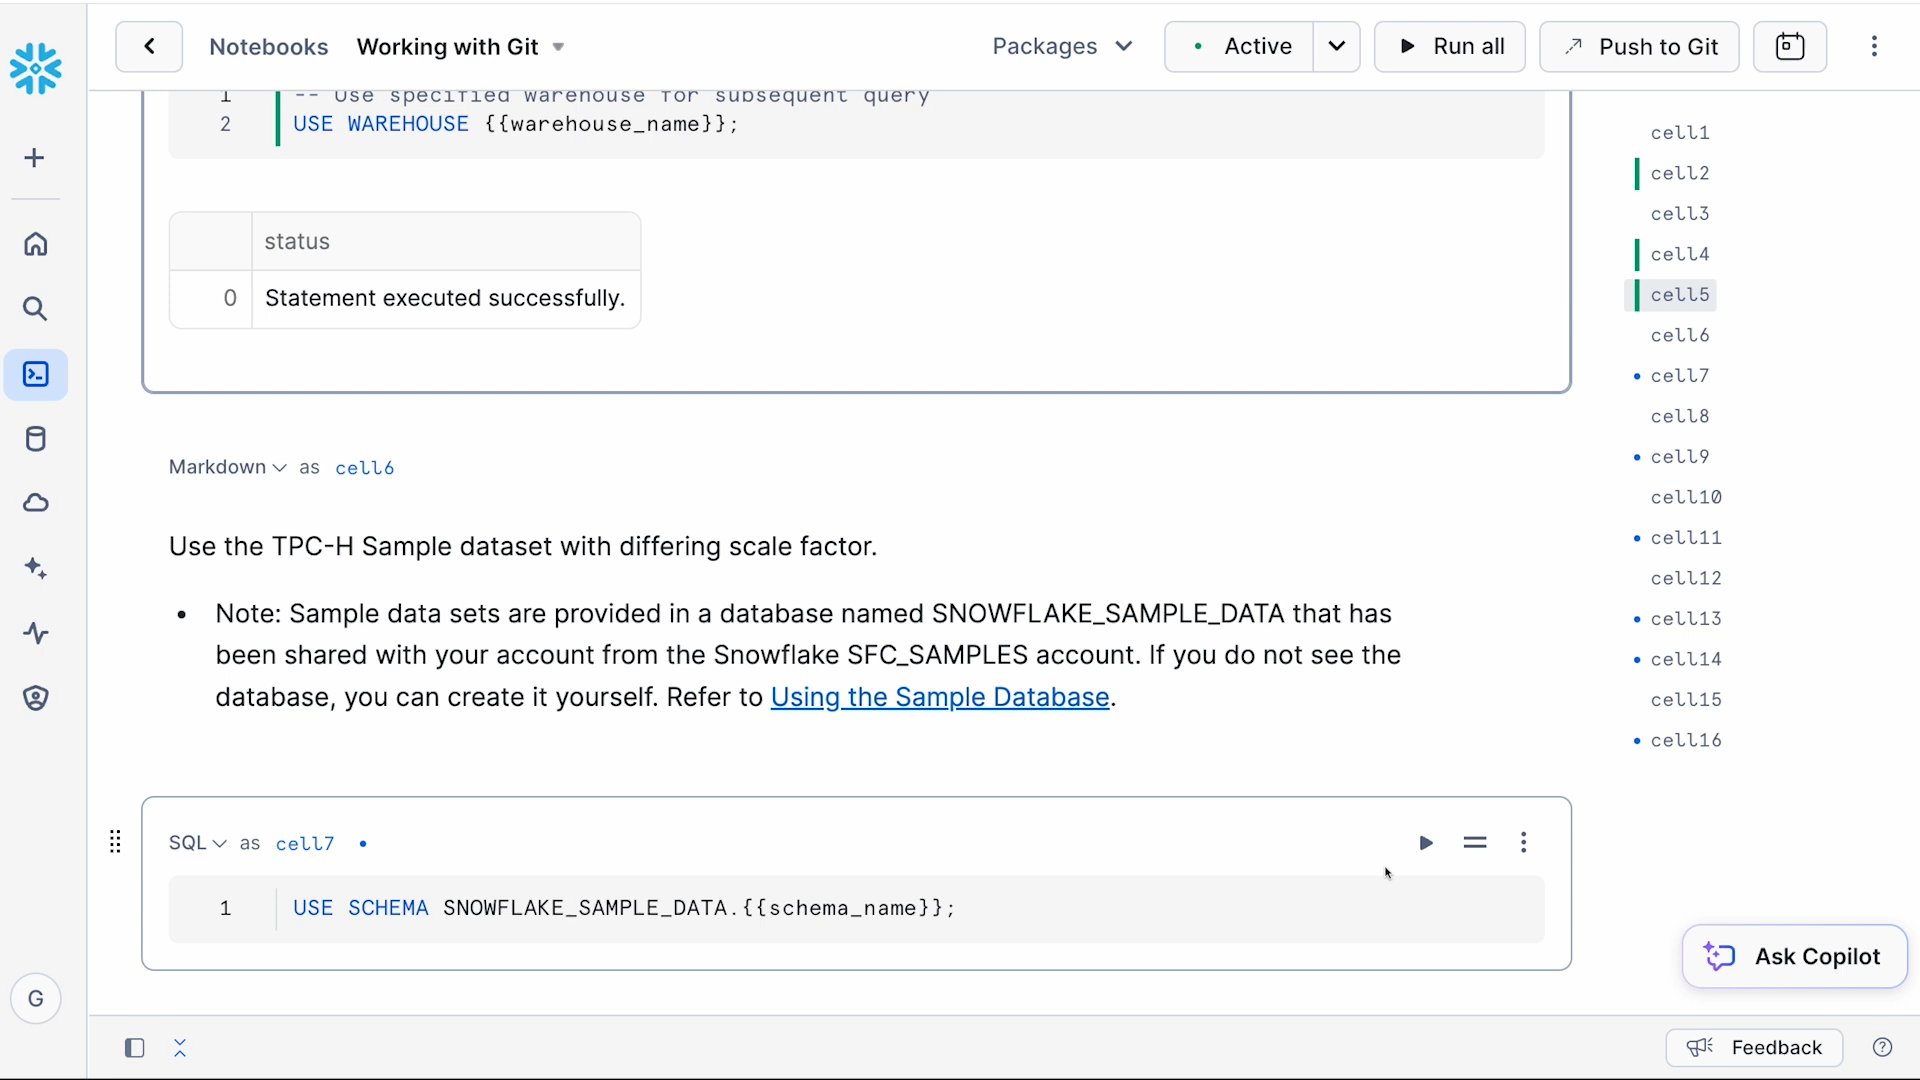 Notebooks
Working with Git
Packages
Active
Run all
Push to Git
1 -- Use specified warehouse for subsequent query
2 USE WAREHOUSE {{warehouse_name}};
status
0 Statement executed successfully.
Markdown as cell6
Use the TPC-H Sample dataset with differing scale factor.
• Note: Sample data sets are provided in a database named SNOWFLAKE_SAMPLE_DATA that has
been shared with your account from the Snowflake SFC_SAMPLES account. If you do not see the
database, you can create it yourself. Refer to Using the Sample Database.
SQL as cell7
1 USE SCHEMA SNOWFLAKE_SAMPLE_DATA.{{schema_name}};
cell1
cell2
cell3
cell4
cell5
cell6
cell7
cell8
cell9
cell10
cell11
cell12
cell13
cell14
cell15
cell16
Ask Copilot
G
Feedback